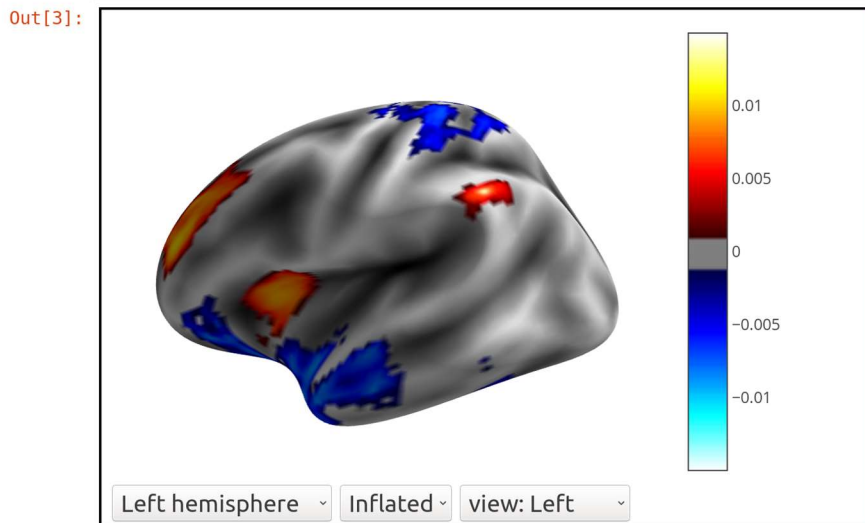 Out[3]:
0.01
0.005
0
−0.005
−0.01
Left hemisphere
Inflated
view: Left